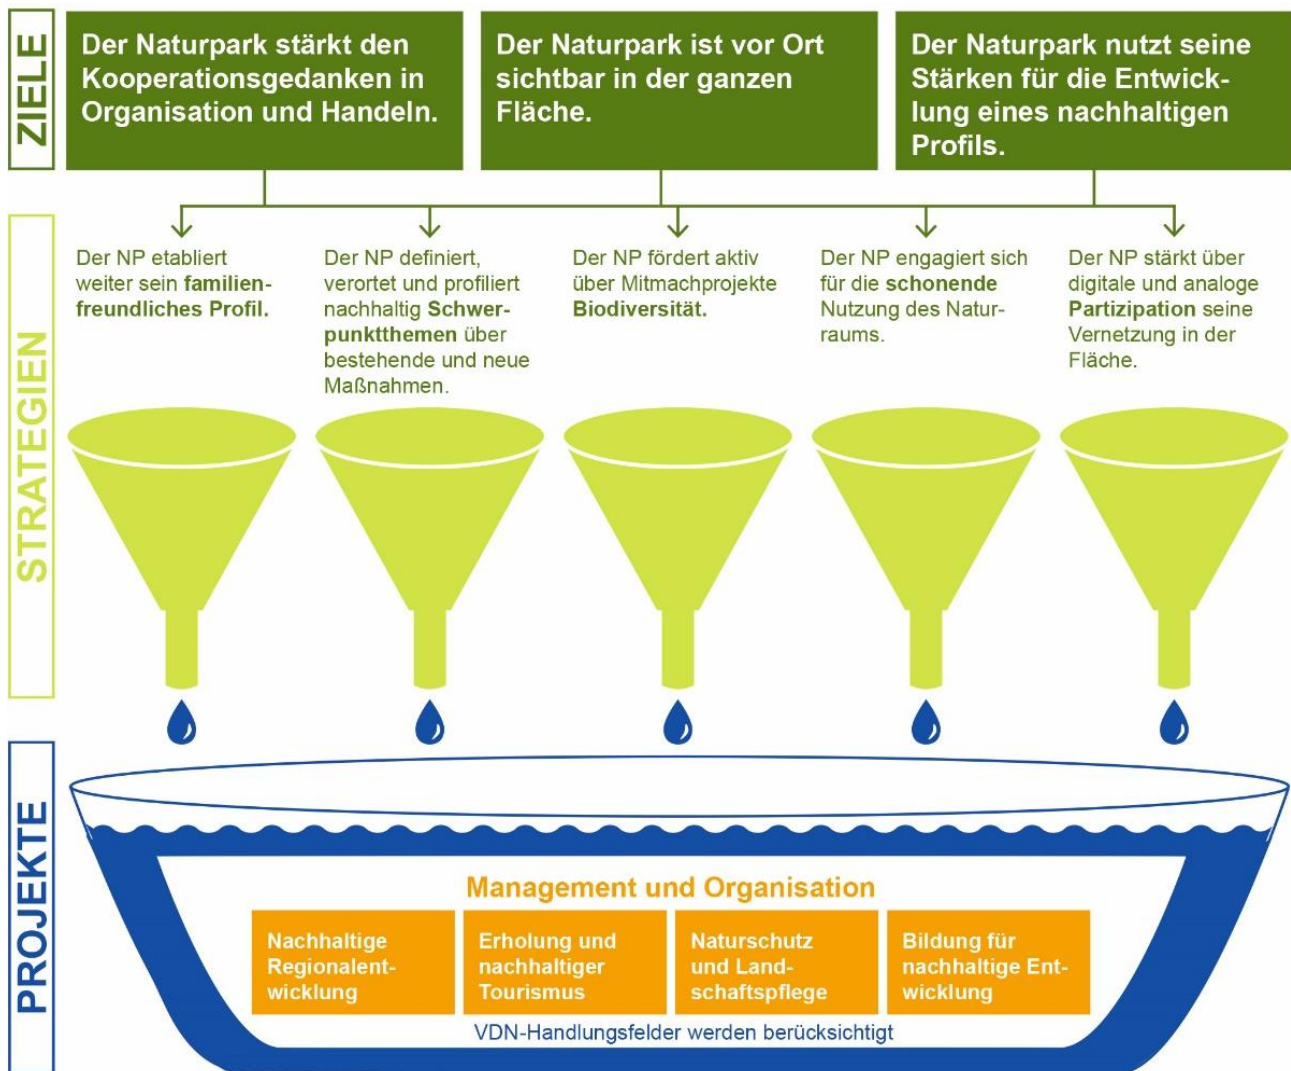 ZIELE
Der Naturpark stärkt den
Kooperationsgedanken in
Organisation und Handeln.
Der Naturpark ist vor Ort
sichtbar in der ganzen
Fläche.
Der Naturpark nutzt seine
Stärken für die Entwick-
lung eines nachhaltigen
Profils.
STRATEGIEN
Der NP etabliert
weiter sein familien-
freundliches Profil.
Der NP definiert,
verortet und profiliert
nachhaltig Schwer-
punktthemen über
bestehende und neue
Maßnahmen.
Der NP fördert aktiv
über Mitmachprojekte
Biodiversität.
Der NP engagiert sich
für die schonende
Nutzung des Natur-
raums.
Der NP stärkt über
digitale und analoge
Partizipation seine
Vernetzung in der
Fläche.
PROJEKTE
Management und Organisation
Nachhaltige
Regionalent-
wicklung
Erholung und
nachhaltiger
Tourismus
Naturschutz
und Land-
schaftspflege
Bildung für
nachhaltige Ent-
wicklung
VDN-Handlungsfelder werden berücksichtigt